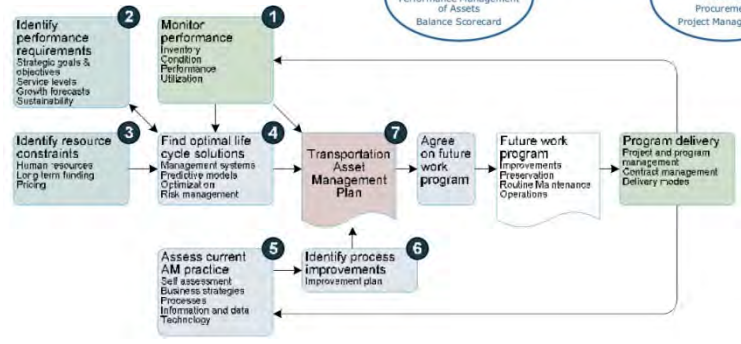 Performance Management
of Assets
Balance Scorecard
Procureme
Project Manag
2
Identify
performance
requirements
Strategic goals &
objectives
Service levels
Growth forecasts
Sustainability
1
Monitor
performance
Inventory
Condition
Performance
Utilization
3
Identify resource
constraints
Human resources
Long term funding
Pricing
4
Find optimal life
cycle solutions
Management systems
Predictive models
Optimization
Risk management
7
Transportation
Asset
Management
Plan
Agree
on future
work
program
Future work
program
Improvements
Preservation
Routine Maintenance
Operations
Program delivery
Project and program
management
Contract management
Delivery modes
5
Assess current
AM practice
Self assessment
Business strategies
Processes
Information and data
Technology
6
Identify process
improvements
Improvement plan